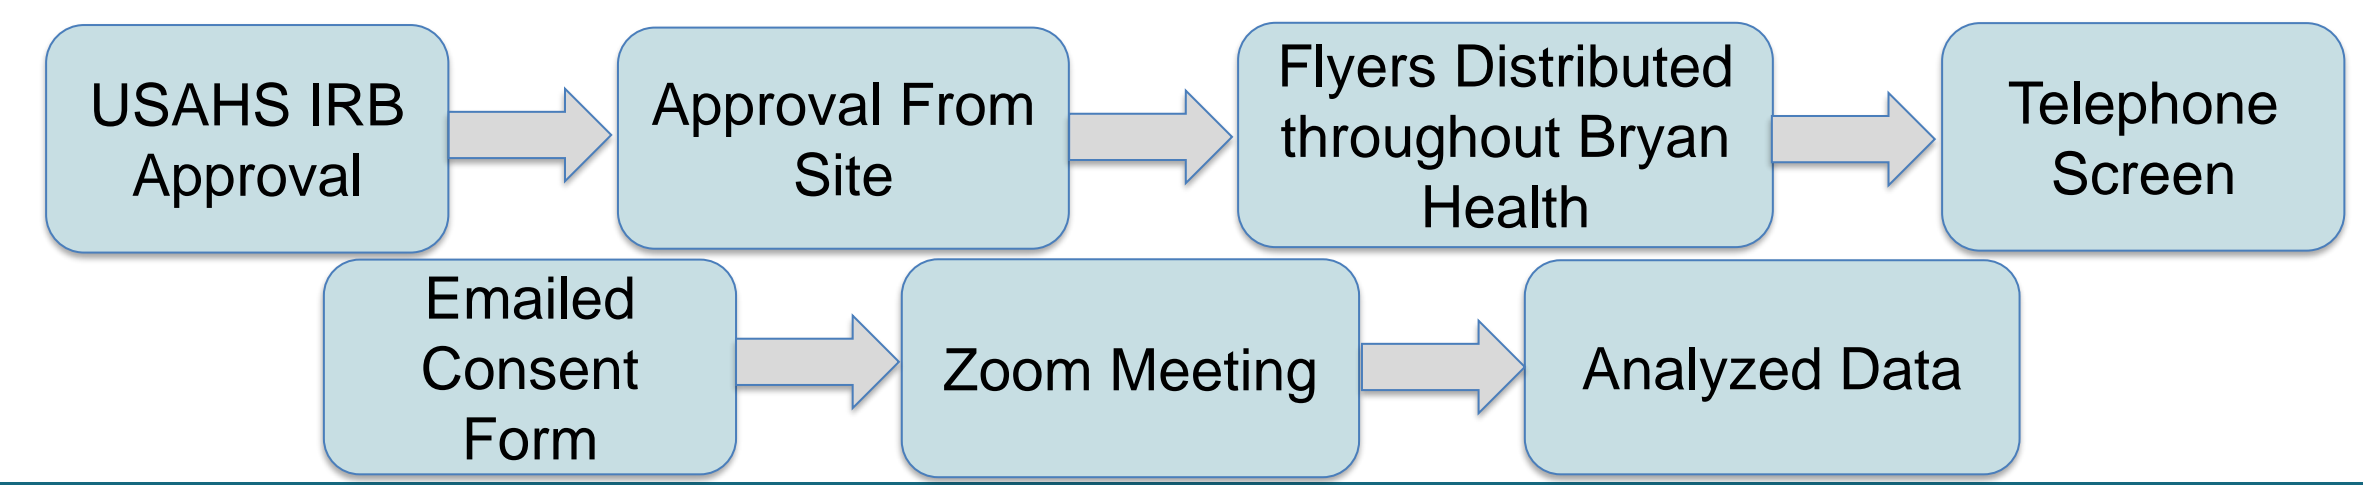 USAHS IRB
Approval
Approval From
Site
Flyers Distributed
throughout Bryan
Health
Telephone
Screen
Emailed
Consent
Form
Zoom Meeting
Analyzed Data